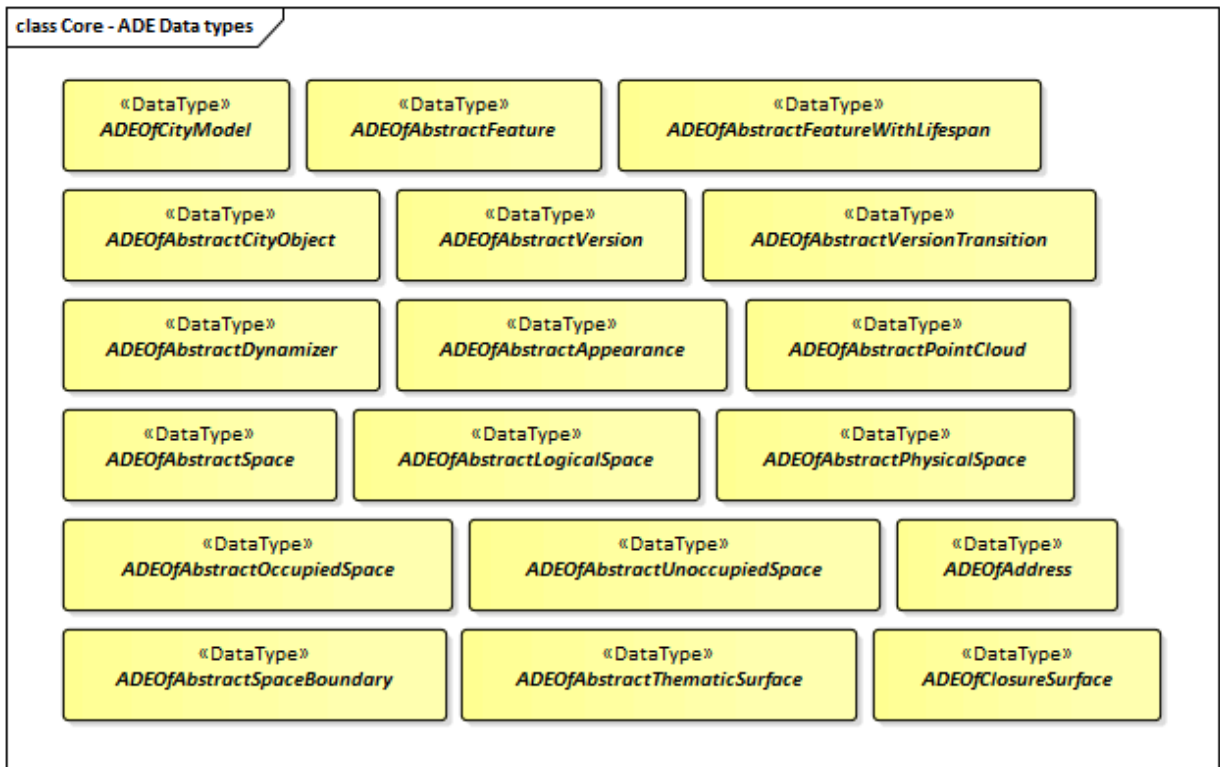 class Core - ADE Data types
«DataType» «DataType» «DataType»
ADEOfCityModel ADEOfAbstractFeature ADEOfAbstractFeatureWithLifespan
«DataType» «DataType» «DataType»
ADEOfAbstractCityObject ADEOfAbstractVersion ADEOfAbstractVersionTransition
«DataType» «DataType» «DataType»
ADEOfAbstractDynamizer ADEOfAbstractAppearance ADEOfAbstractPointCloud
«DataType» «DataType» «DataType»
ADEOfAbstractSpace ADEOfAbstractLogicalSpace ADEOfAbstractPhysicalSpace
«DataType» «DataType» «DataType»
ADEOfAbstractOccupiedSpace ADEOfAbstractUnoccupiedSpace ADEOfAddress
«DataType» «DataType» «DataType»
ADEOfAbstractSpaceBoundary ADEOfAbstractThematicSurface ADEOfClosureSurface